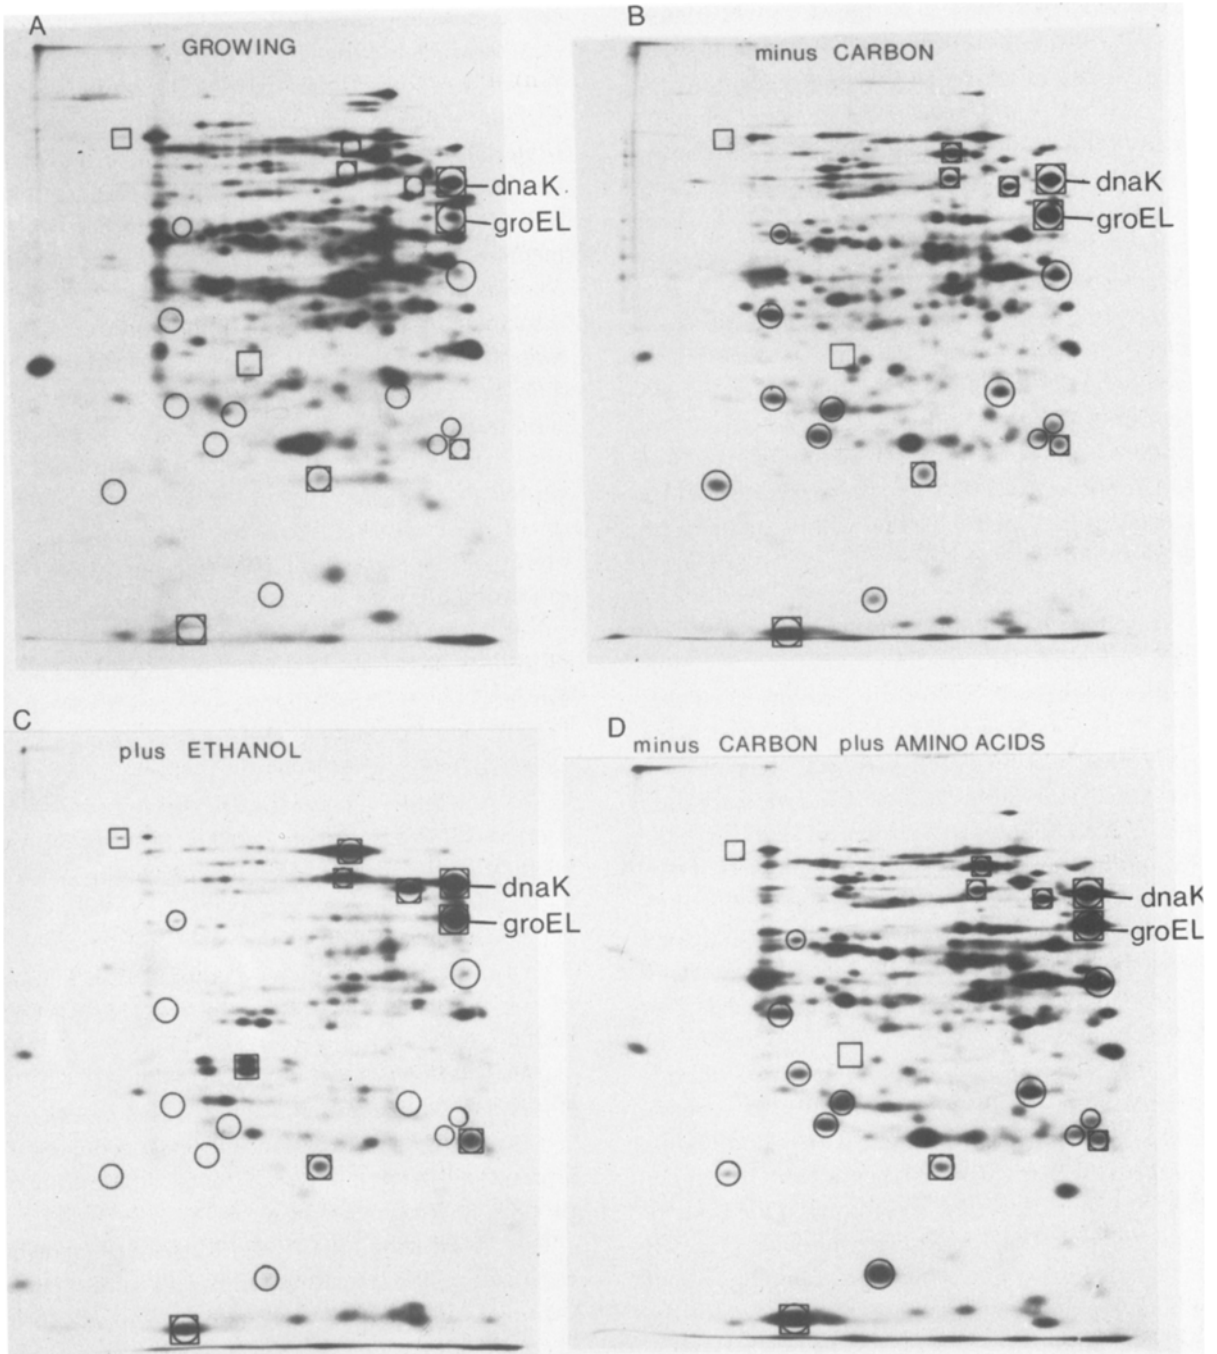 A
GROWING
dnaK.
groEL
B
minus CARBON
dnaK
groEL
C
plus ETHANOL
dnaK
groEL
D
minus CARBON plus AMINO ACIDS
dnaK
groEL